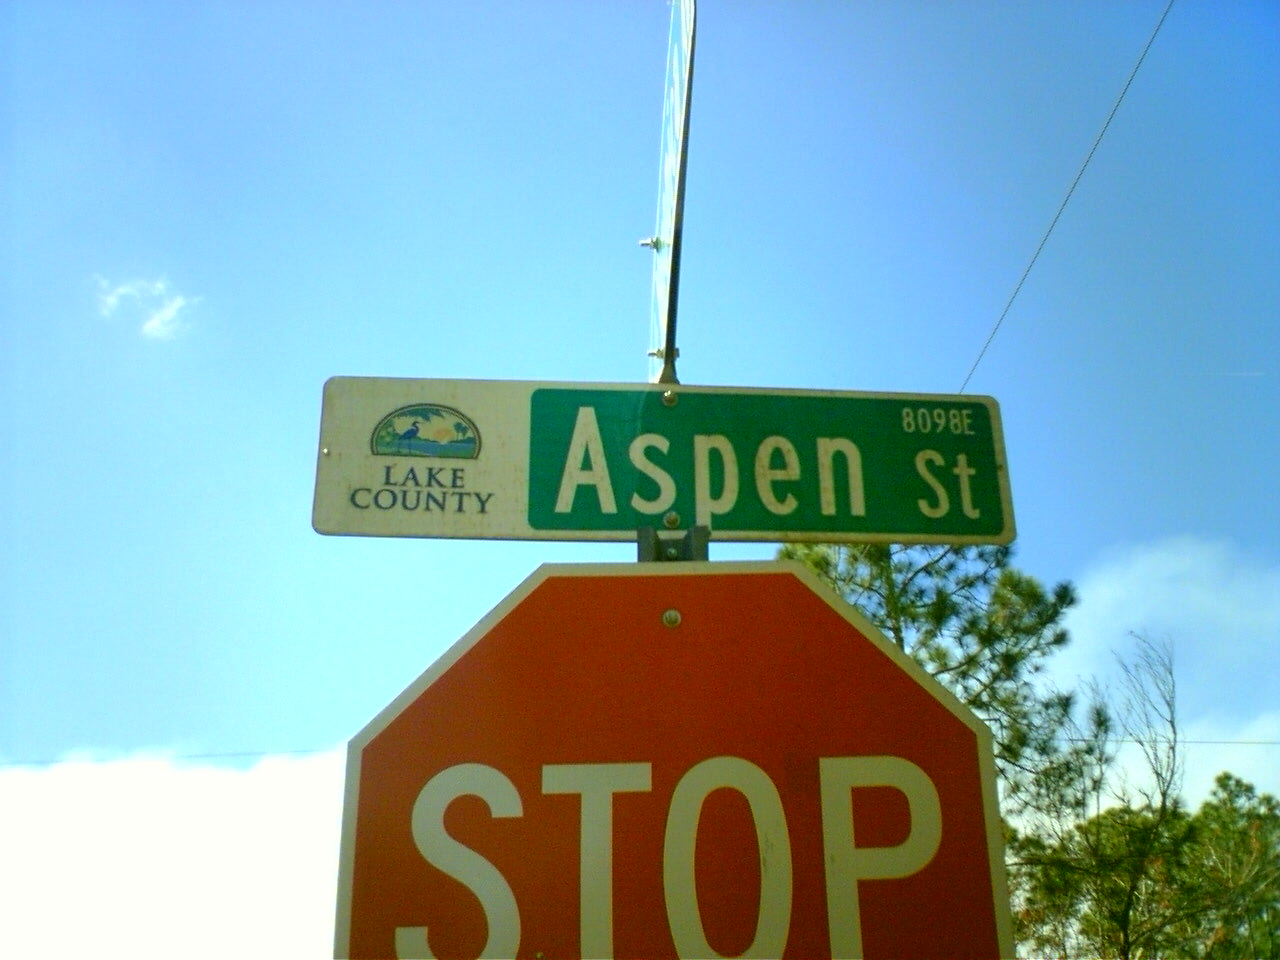 LAKE
COUNTY
Aspen St
8098E
STOP